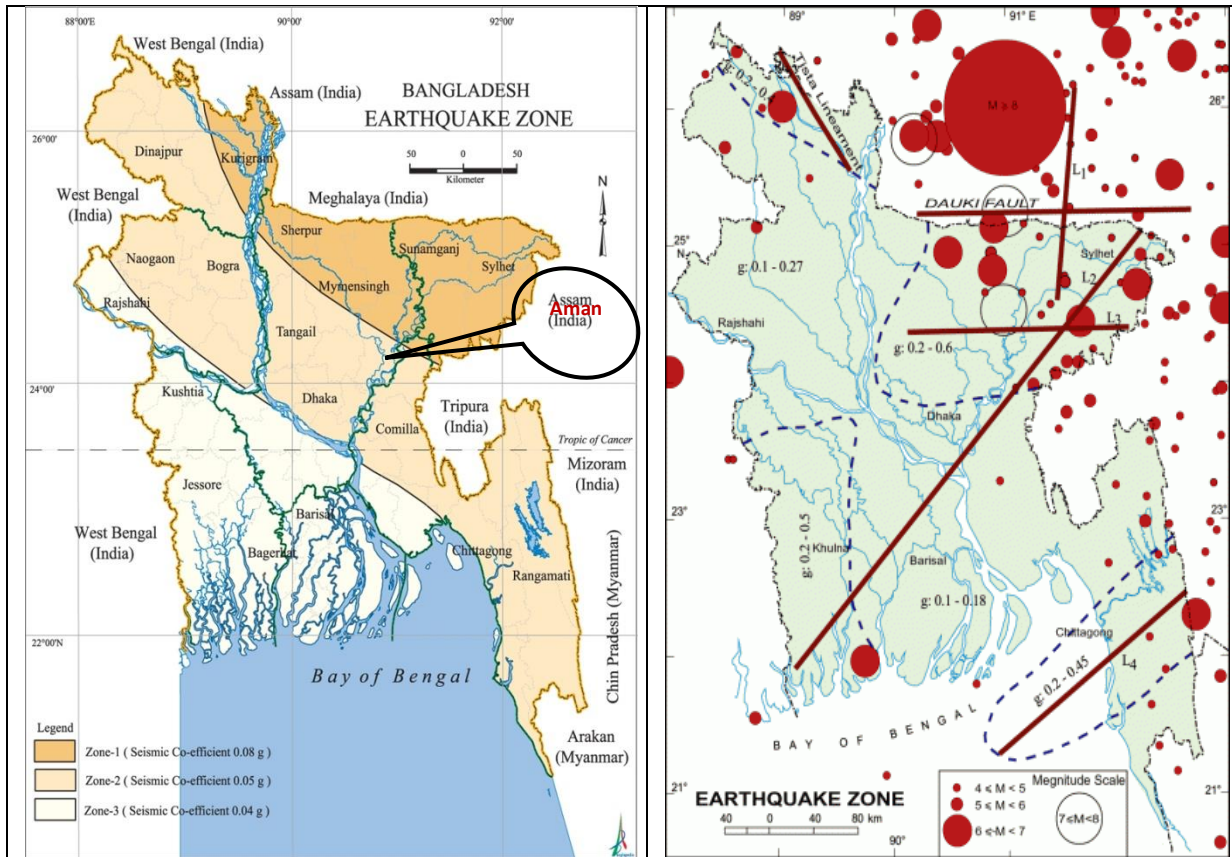 88°00'E
90°00'
92°00'
West Bengal (India)
Assam (India)
BANGLADESH
EARTHQUAKE ZONE
26°00'
50
0
50
Kilometer
N
Dinajpur
Kurigram
West Bengal
(India)
Meghalaya (India)
Sherpur
Sunamganj
Sylhet
Naogaon
Bogra
Mymensingh
Rajshahi
Tangail
Assam
(India)
Aman
24°00'
Kushtia
Dhaka
Tripura
(India)
Comilla
Tropic of Cancer
Mizoram
(India)
Jessore
Barisal
West Bengal
(India)
Bagerhat
Chittagong
Rangamati
Chin Pradesh (Myanmar)
22°00'N
Bay of Bengal
Arakan
(Myanmar)
Legend
Zone-1 ( Seismic Co-efficient 0.08 g )
Zone-2 ( Seismic Co-efficient 0.05 g )
Zone-3 ( Seismic Co-efficient 0.04 g )
89°
91° E
Tista Lineament
M ≥ 8
26°
26°
L1
DAUKI FAULT
25°
25°
N
Sylhet
g: 0.1 - 0.27
L2
Rajshahi
L3
g: 0.2 - 0.6
Dhaka
23°
23°
g: 0.2 - 0.5
Khulna
Barisal
g: 0.1 - 0.18
Chittagong
L4
g: 0.2 - 0.45
BAY OF BENGAL
21°
21°
EARTHQUAKE ZONE
40
0
40
80 km
90°
Megnitude Scale
4 ≤ M < 5
5 ≤ M < 6
6 ≤ M < 7
7≤M<8